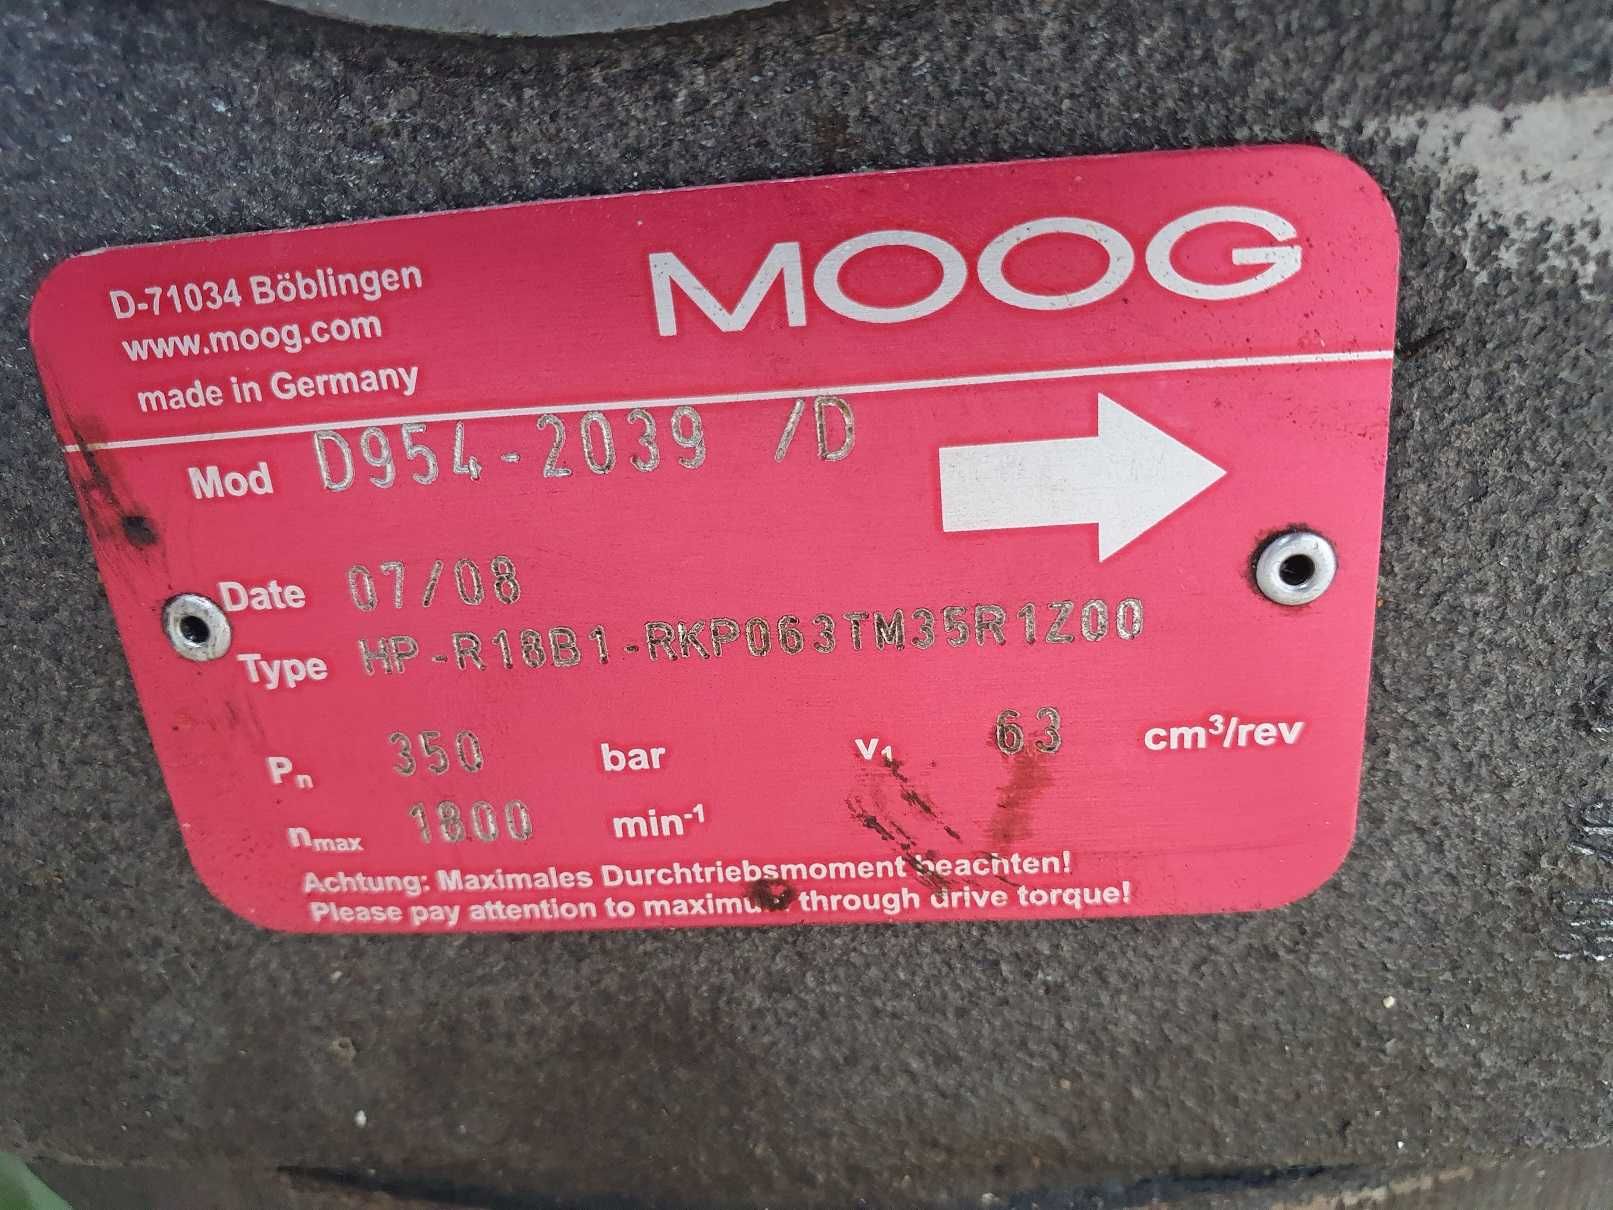 MOOG
D-71034 Böblingen
www.moog.com
made in Germany
Mod D954-2039 /D
Date 07/08
Type HP-R18B1-RKP063TM35R1Z00
Pn 350 bar v1 63 cm³/rev
nmax 1800 min-1
Achtung: Maximales Durchtriebsmoment beachten!
Please pay attention to maximum through drive torque!